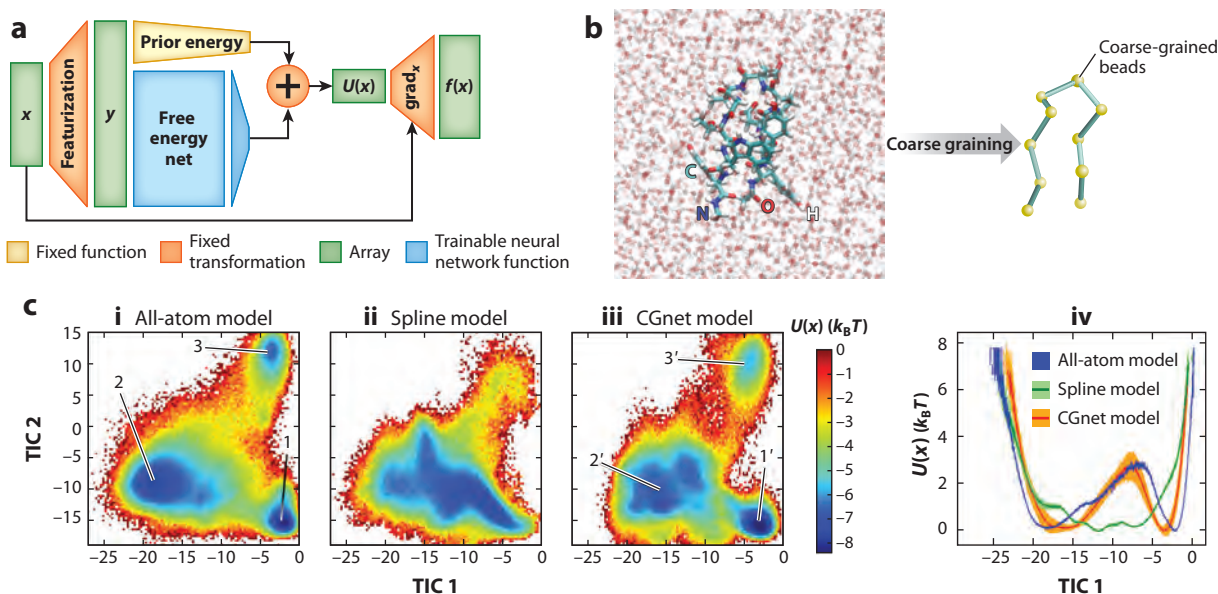 a
Prior energy
x
Featurization
y
Free
energy
net
+
U(x)
gradₓ
f(x)
Fixed function
Fixed
transformation
Array
Trainable neural
network function
b
C
N
O
H
Coarse graining
Coarse-grained
beads
c
i All-atom model
ii Spline model
iii CGnet model
U(x) (kBT)
iv
TIC 2
15
10
5
0
−5
−10
−15
3
2
1
−25 −20 −15 −10 −5 0
−25 −20 −15 −10 −5 0
3′
2′
1′
−25 −20 −15 −10 −5 0
TIC 1
0
−1
−2
−3
−4
−5
−6
−7
−8
U(x) (kBT)
8
6
4
2
0
All-atom model
Spline model
CGnet model
−25 −20 −15 −10 −5 0
TIC 1